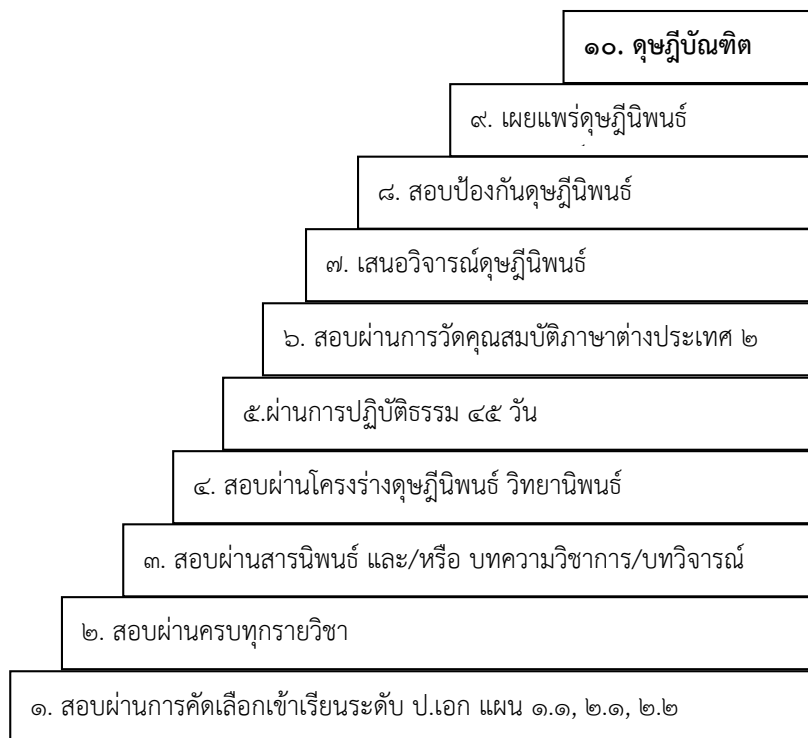 ๑๐. ดุษฎีบัณฑิต
๙. เผยแพร่ดุษฎีนิพนธ์
๘. สอบป้องกันดุษฎีนิพนธ์
๗. เสนอวิจารณ์ดุษฎีนิพนธ์
๖. สอบผ่านการวัดคุณสมบัติภาษาต่างประเทศ ๒
๕.ผ่านการปฏิบัติธรรม ๔๕ วัน
๔. สอบผ่านโครงร่างดุษฎีนิพนธ์ วิทยานิพนธ์
๓. สอบผ่านสารนิพนธ์ และ/หรือ บทความวิชาการ/บทวิจารณ์
๒. สอบผ่านครบทุกรายวิชา
๑. สอบผ่านการคัดเลือกเข้าเรียนระดับ ป.เอก แผน ๑.๑, ๒.๑, ๒.๒